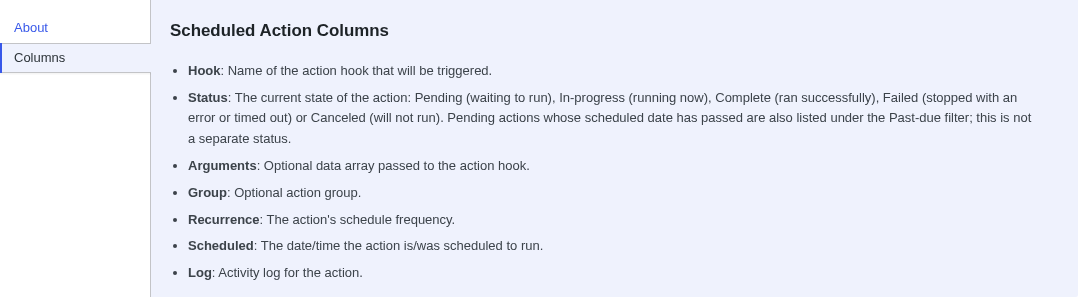 About
Columns
Scheduled Action Columns
Hook: Name of the action hook that will be triggered.
Status: The current state of the action: Pending (waiting to run), In-progress (running now), Complete (ran successfully), Failed (stopped with an
error or timed out) or Canceled (will not run). Pending actions whose scheduled date has passed are also listed under the Past-due filter; this is not
a separate status.
Arguments: Optional data array passed to the action hook.
Group: Optional action group.
Recurrence: The action's schedule frequency.
Scheduled: The date/time the action is/was scheduled to run.
Log: Activity log for the action.